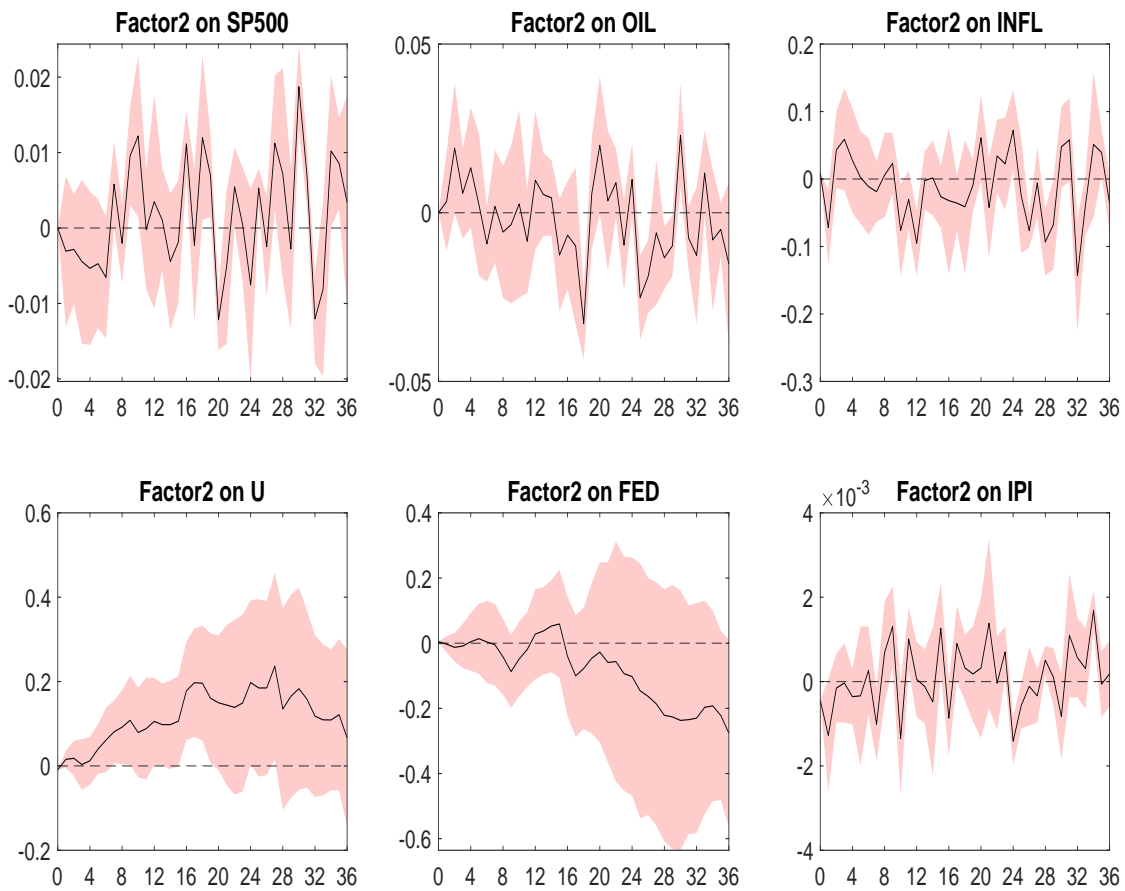 Factor2 on SP500
0.02
0.01
0
-0.01
-0.02
0 4 8 12 16 20 24 28 32 36
Factor2 on OIL
0.05
0
-0.05
0 4 8 12 16 20 24 28 32 36
Factor2 on INFL
0.2
0.1
0
-0.1
-0.2
-0.3
0 4 8 12 16 20 24 28 32 36
Factor2 on U
0.6
0.4
0.2
0
-0.2
0 4 8 12 16 20 24 28 32 36
Factor2 on FED
0.4
0.2
0
-0.2
-0.4
-0.6
0 4 8 12 16 20 24 28 32 36
×10⁻³
Factor2 on IPI
4
2
0
-2
-4
0 4 8 12 16 20 24 28 32 36